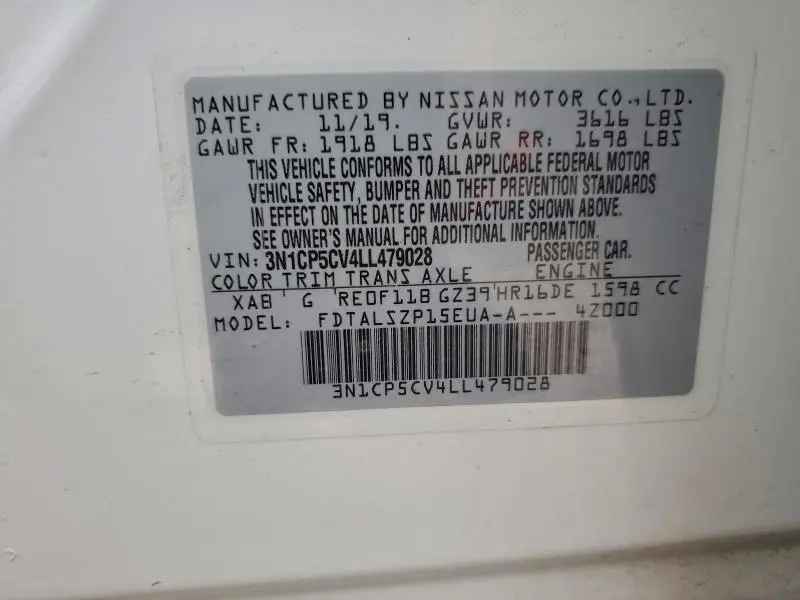 MANUFACTURED BY NISSAN MOTOR CO.,LTD.
DATE: 11/19. GVWR: 3616 LBS
GAWR FR: 1918 LBS GAWR RR: 1698 LBS
THIS VEHICLE CONFORMS TO ALL APPLICABLE FEDERAL MOTOR
VEHICLE SAFETY, BUMPER AND THEFT PREVENTION STANDARDS
IN EFFECT ON THE DATE OF MANUFACTURE SHOWN ABOVE.
SEE OWNER'S MANUAL FOR ADDITIONAL INFORMATION.
VIN: 3N1CP5CV4LL479028 PASSENGER CAR.
COLOR TRIM TRANS AXLE ENGINE
XAB G RE0F11B GZ39 HR16DE 1598 CC
MODEL: FDTALSZP15EUA-A--- 4Z000
3N1CP5CV4LL479028